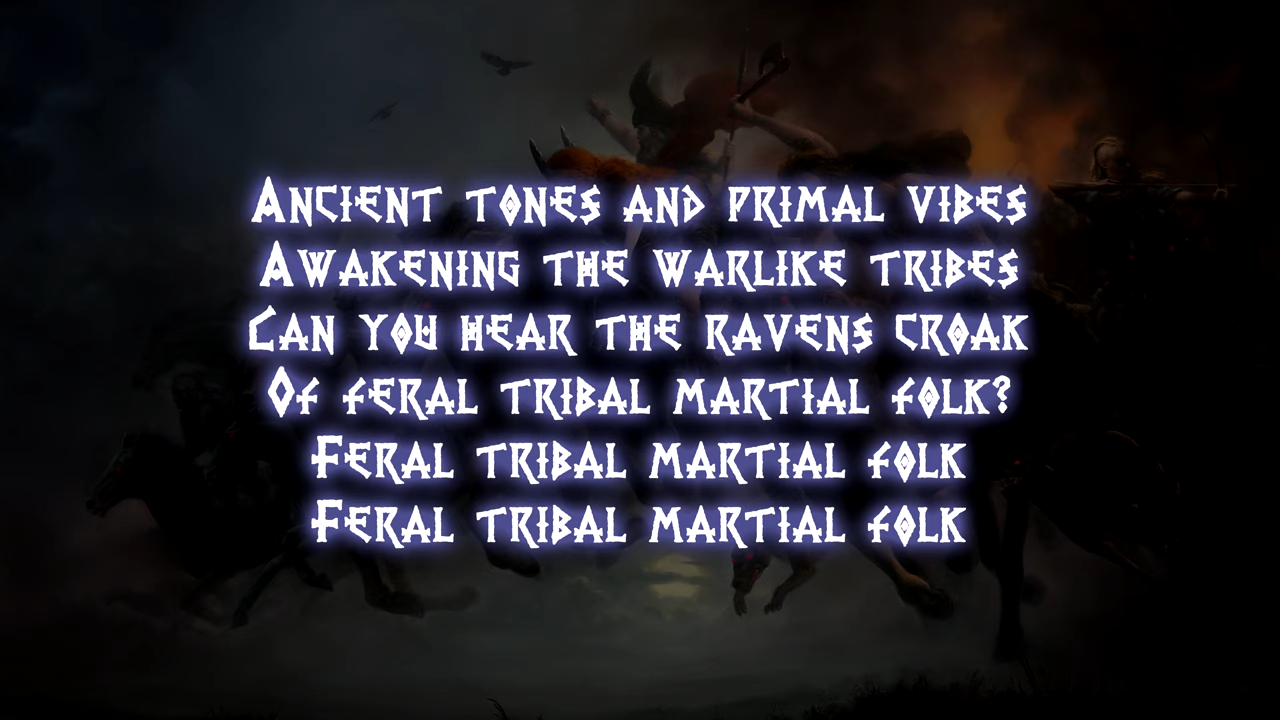 Ancient tones and primal vibes
Awakening the warlike tribes
Can you hear the ravens croak
Of feral tribal martial folk?
Feral tribal martial folk
Feral tribal martial folk